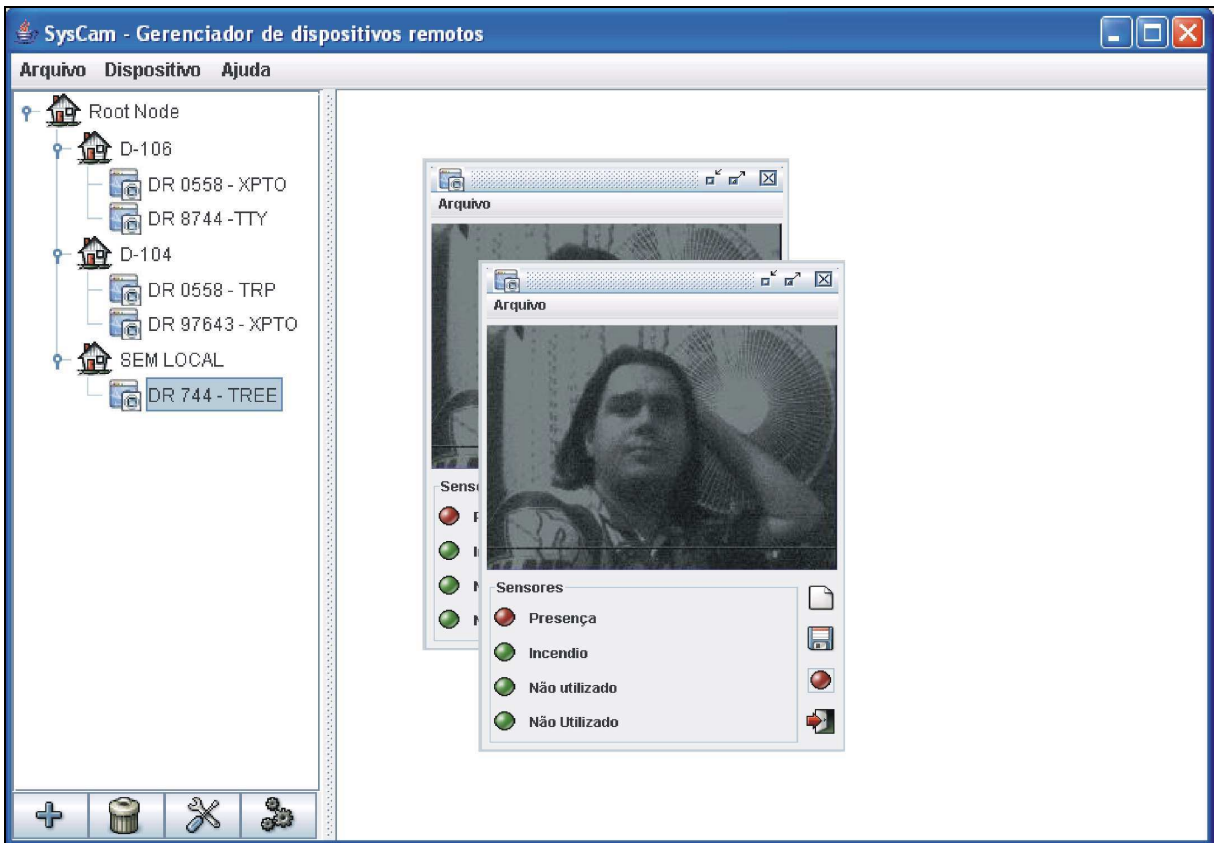 SysCam - Gerenciador de dispositivos remotos
Arquivo Dispositivo Ajuda
Root Node
D-106
DR 0558 - XPTO
DR 8744 -TTY
D-104
DR 0558 - TRP
DR 97643 - XPTO
SEM LOCAL
DR 744 - TREE
Arquivo
Arquivo
Sensores
Presença
Incendio
Não utilizado
Não Utilizado